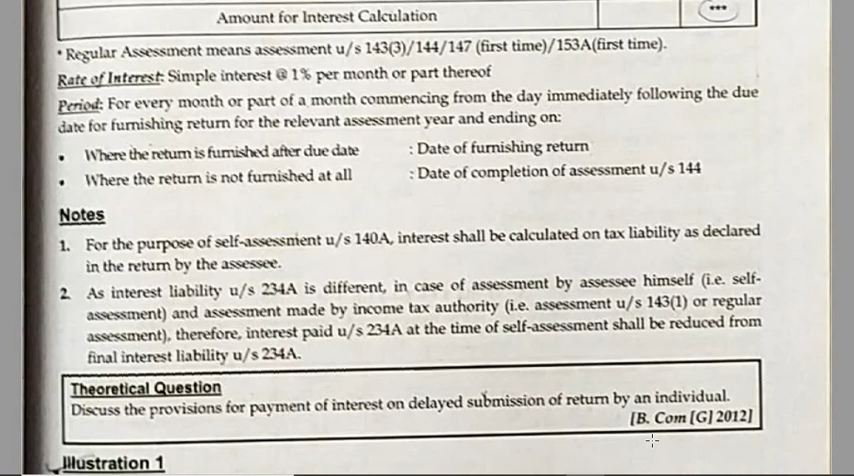 Amount for Interest Calculation ***
* Regular Assessment means assessment u/s 143(3)/144/147 (first time)/153A(first time).
Rate of Interest: Simple interest @ 1% per month or part thereof
Period: For every month or part of a month commencing from the day immediately following the due
date for furnishing return for the relevant assessment year and ending on:
• Where the return is furnished after due date : Date of furnishing return
• Where the return is not furnished at all : Date of completion of assessment u/s 144
Notes
1. For the purpose of self-assessment u/s 140A, interest shall be calculated on tax liability as declared
in the return by the assessee.
2. As interest liability u/s 234A is different, in case of assessment by assessee himself (i.e. self-
assessment) and assessment made by income tax authority (i.e. assessment u/s 143(1) or regular
assessment), therefore, interest paid u/s 234A at the time of self-assessment shall be reduced from
final interest liability u/s 234A.
Theoretical Question
Discuss the provisions for payment of interest on delayed submission of return by an individual.
[B. Com [G] 2012]
Illustration 1